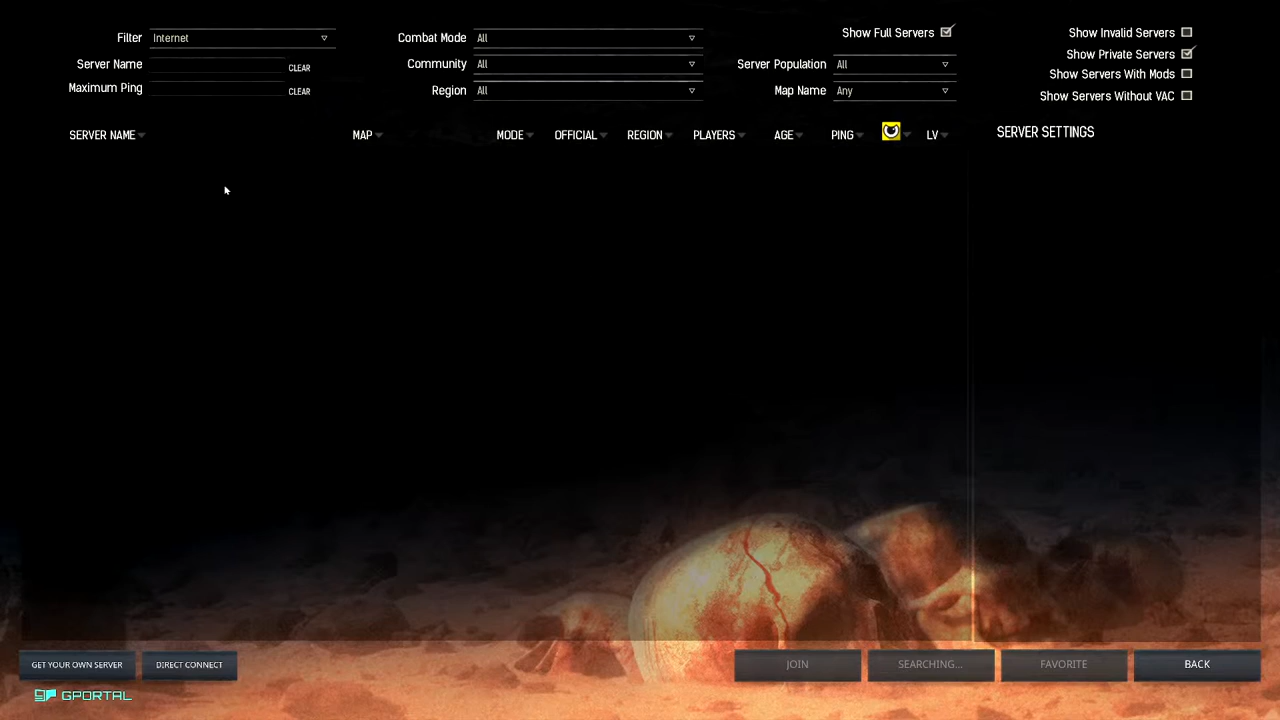 Filter Internet
Combat Mode All
Show Full Servers
Show Invalid Servers
Server Name CLEAR
Community All
Server Population All
Show Private Servers
Maximum Ping CLEAR
Region All
Map Name Any
Show Servers With Mods
Show Servers Without VAC
SERVER NAME MAP MODE OFFICIAL REGION PLAYERS AGE PING LV SERVER SETTINGS
GET YOUR OWN SERVER DIRECT CONNECT JOIN SEARCHING... FAVORITE BACK
GPORTAL